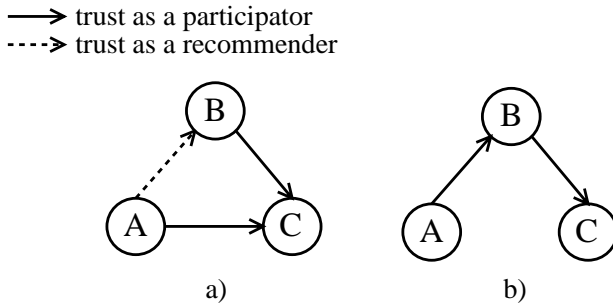 trust as a participator
trust as a recommender
B
A
C
a)
B
A
C
b)